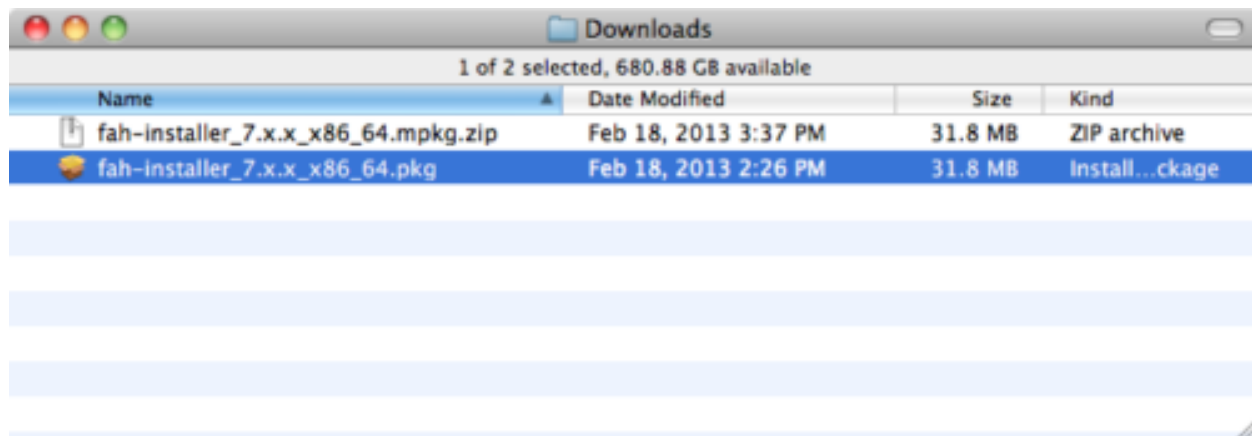 Downloads
1 of 2 selected, 680.88 GB available
Name Date Modified Size Kind
fah-installer_7.x.x_x86_64.mpkg.zip Feb 18, 2013 3:37 PM 31.8 MB ZIP archive
fah-installer_7.x.x_x86_64.pkg Feb 18, 2013 2:26 PM 31.8 MB Install...ckage